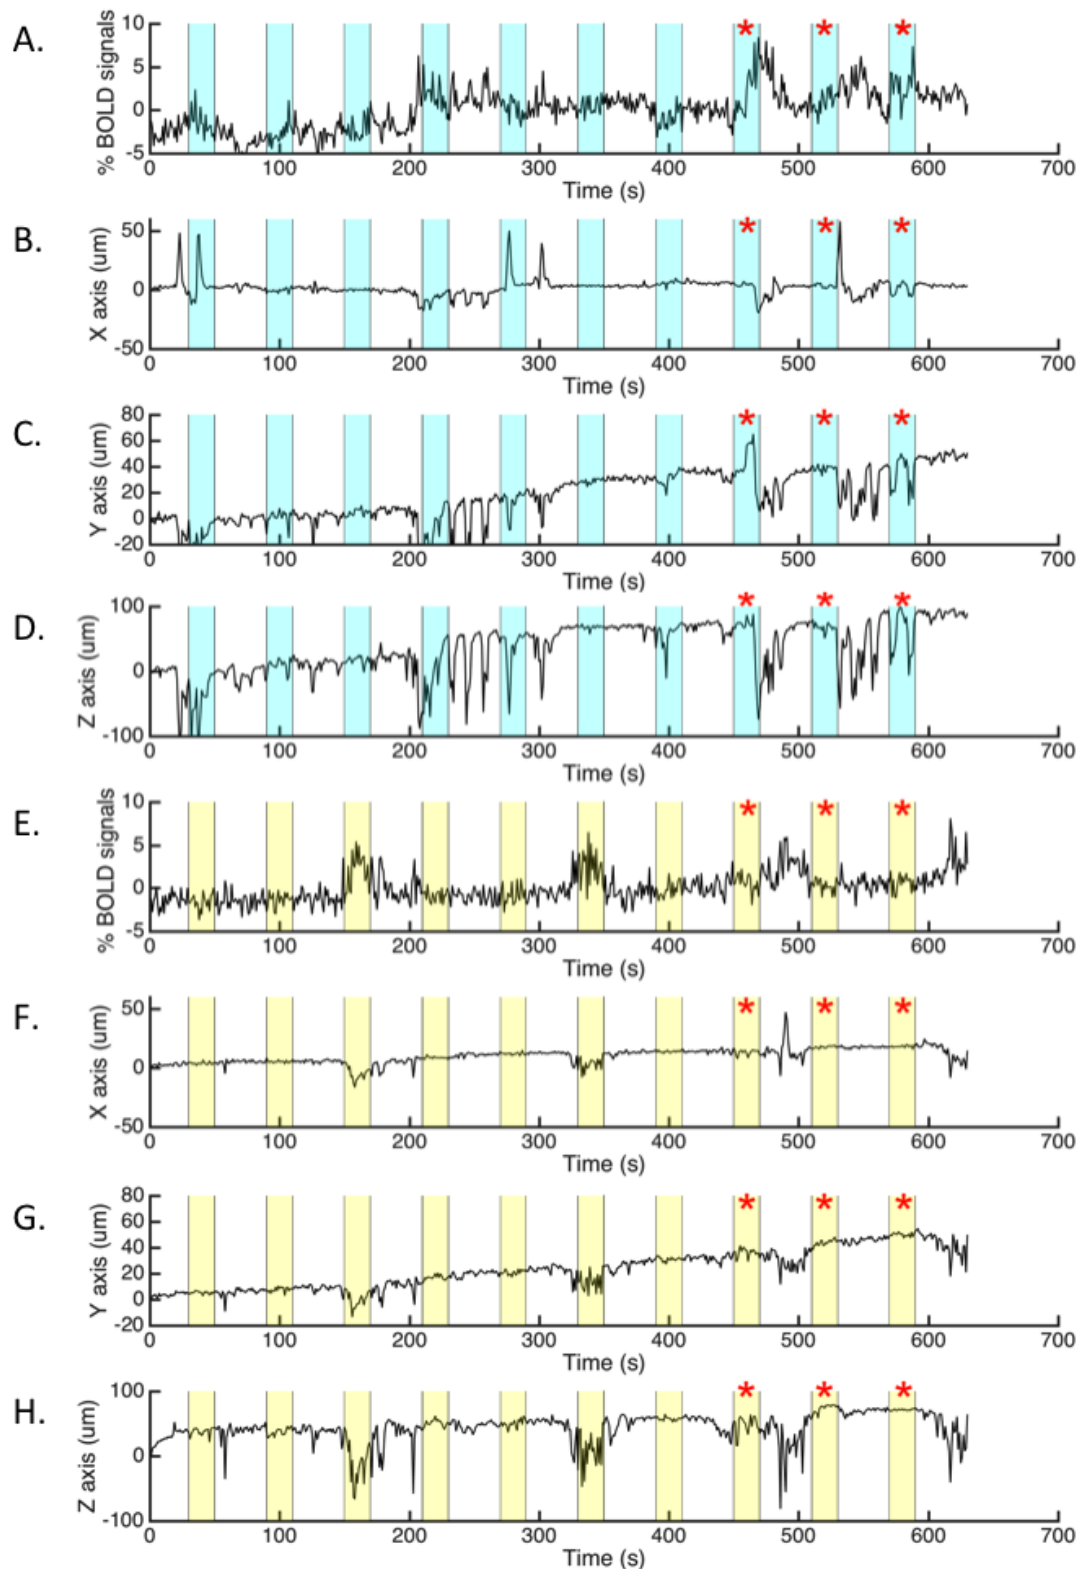 A.
% BOLD signals
10
5
0
-5
0 100 200 300 400 500 600 700
Time (s)
* * *
B.
X axis (um)
50
0
-50
0 100 200 300 400 500 600 700
Time (s)
* * *
C.
Y axis (um)
80
60
40
20
0
-20
0 100 200 300 400 500 600 700
Time (s)
* * *
D.
Z axis (um)
100
0
-100
0 100 200 300 400 500 600 700
Time (s)
* * *
E.
% BOLD signals
10
5
0
-5
0 100 200 300 400 500 600 700
Time (s)
* * *
F.
X axis (um)
50
0
-50
0 100 200 300 400 500 600 700
Time (s)
* * *
G.
Y axis (um)
80
60
40
20
0
-20
0 100 200 300 400 500 600 700
Time (s)
* * *
H.
Z axis (um)
100
0
-100
0 100 200 300 400 500 600 700
Time (s)
* * *